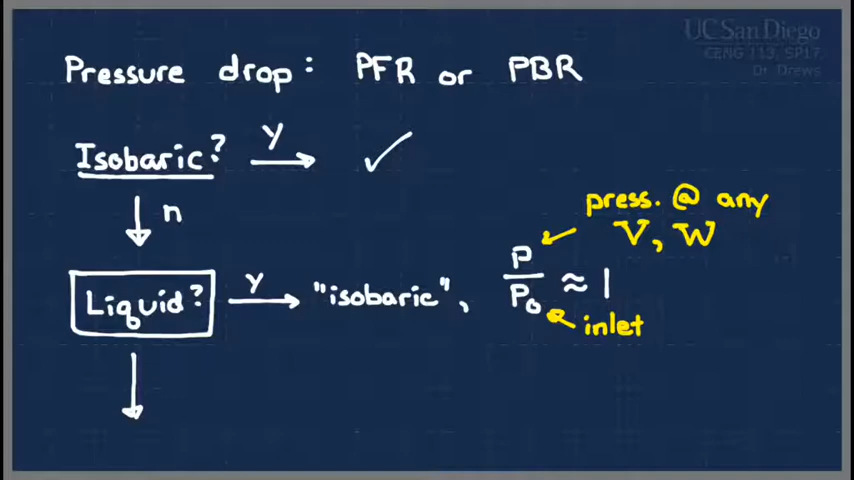 UC San Diego
CENG 113, SP17
Dr. Drews
Pressure drop: PFR or PBR
Isobaric? Y ✓
n
Liquid? Y "isobaric", P/P₀ ≈ 1
press. @ any
V, W
inlet